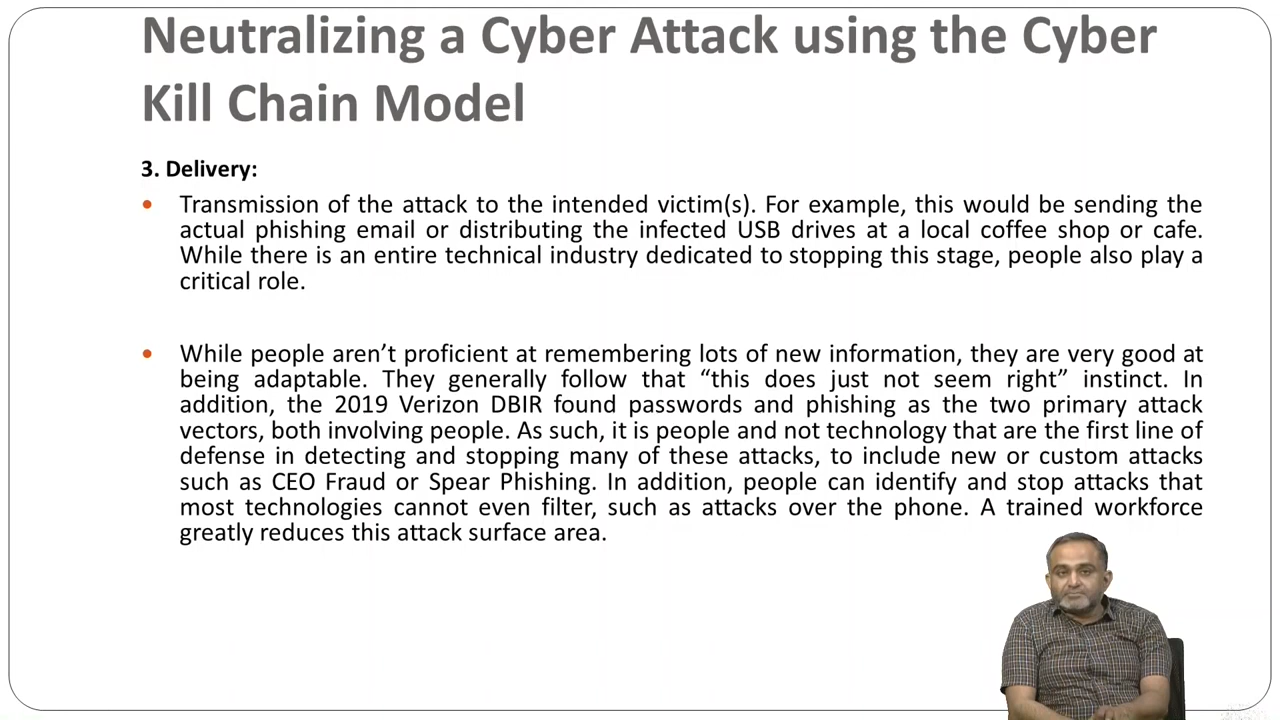 Neutralizing a Cyber Attack using the Cyber
Kill Chain Model
3. Delivery:
• Transmission of the attack to the intended victim(s). For example, this would be sending the
actual phishing email or distributing the infected USB drives at a local coffee shop or cafe.
While there is an entire technical industry dedicated to stopping this stage, people also play a
critical role.
• While people aren’t proficient at remembering lots of new information, they are very good at
being adaptable. They generally follow that “this does just not seem right” instinct. In
addition, the 2019 Verizon DBIR found passwords and phishing as the two primary attack
vectors, both involving people. As such, it is people and not technology that are the first line of
defense in detecting and stopping many of these attacks, to include new or custom attacks
such as CEO Fraud or Spear Phishing. In addition, people can identify and stop attacks that
most technologies cannot even filter, such as attacks over the phone. A trained workforce
greatly reduces this attack surface area.